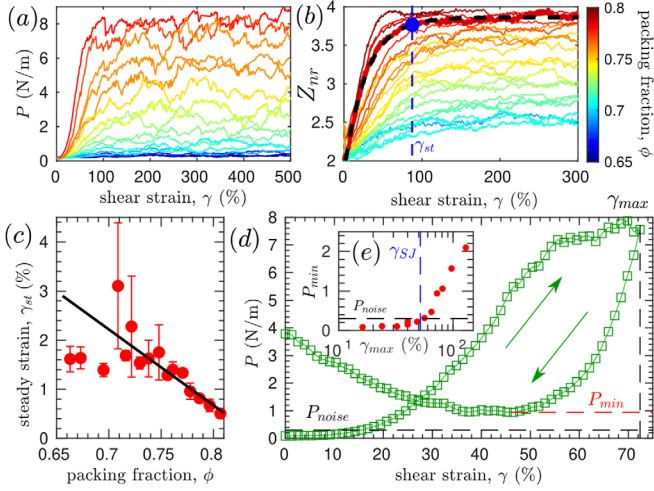 (a)
8
6
4
2
0
P (N/m)
0 100 200 300 400 500
shear strain, γ (%)
(b)
4
3.5
3
2.5
2
Z_nr
γ_st
0 100 200 300
shear strain, γ (%)
0.8
0.75
0.7
0.65
packing fraction, ϕ
(c)
4
3
2
1
0
steady strain, γ_st (%)
0.65 0.7 0.75 0.8
packing fraction, ϕ
(d)
8
7
6
5
4
3
2
1
0
P (N/m)
γ_max
P_noise
P_min
0 10 20 30 40 50 60 70
shear strain, γ (%)
(e)
2
1
0
P_min
γ_SJ
P_noise
10^1 γ_max (%) 10^2